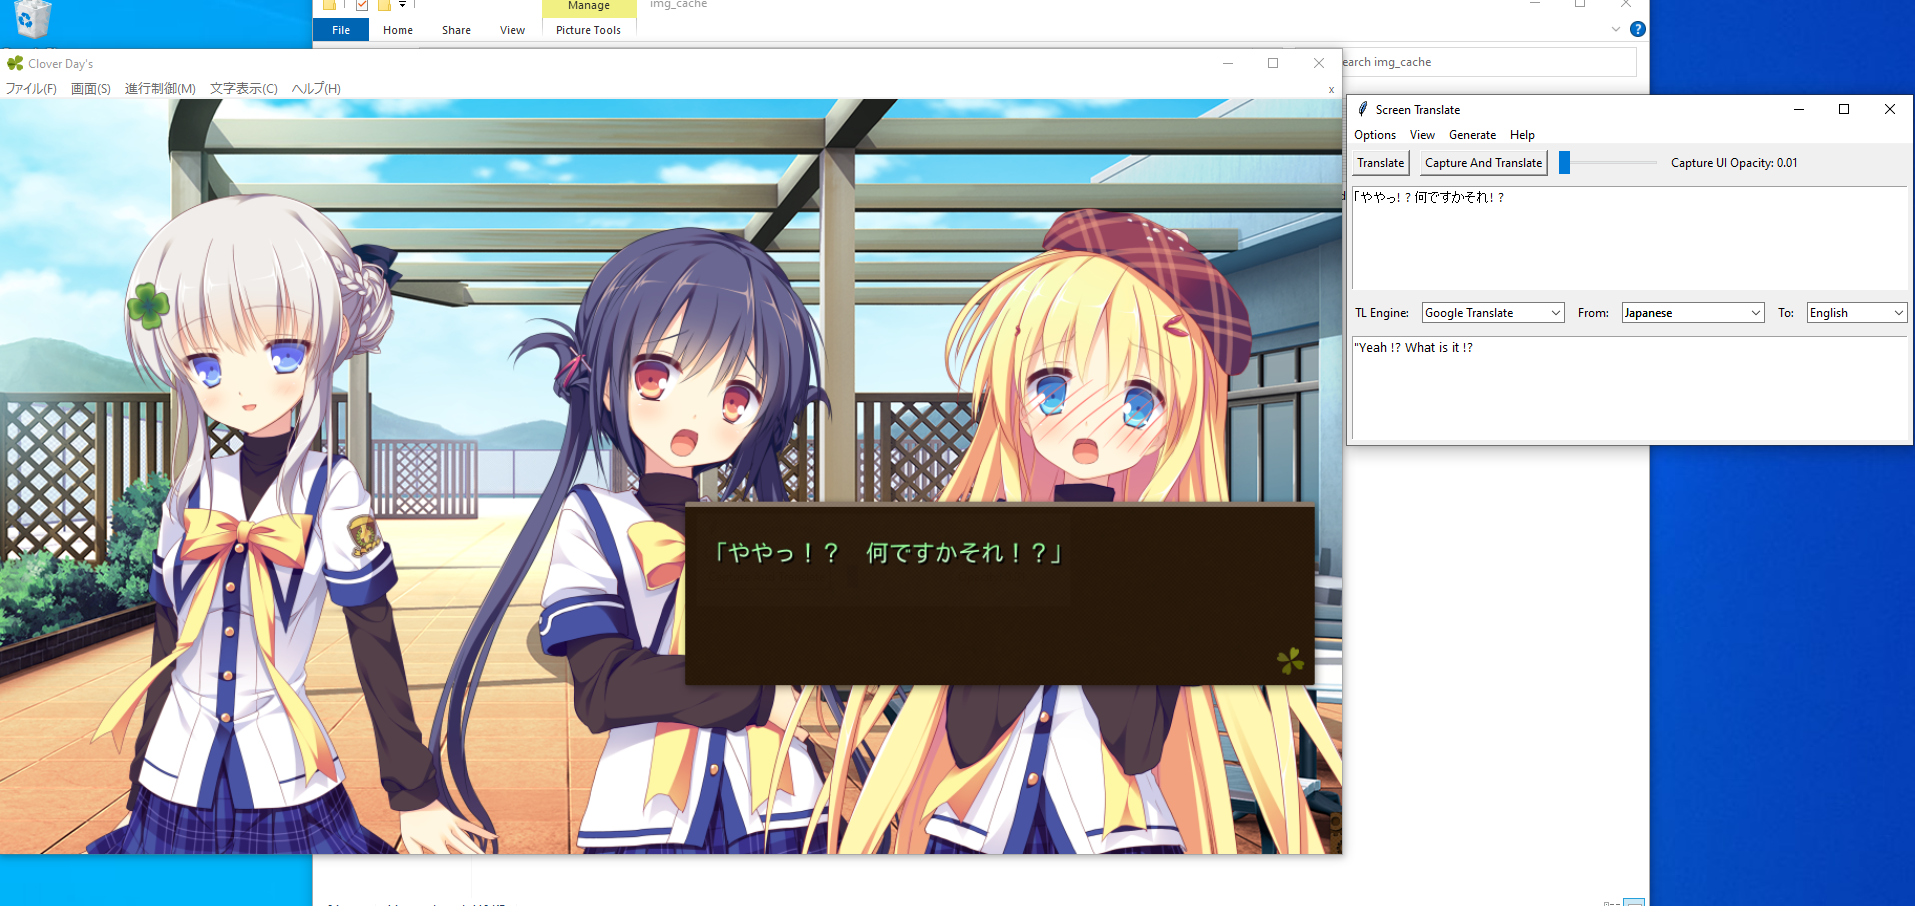 Manage
img_cache
File
Home
Share
View
Picture Tools
earch img_cache
Clover Day's
ファイル(F)
画面(S)
進行制御(M)
文字表示(C)
ヘルプ(H)
x
「ややっ！？　何ですかそれ！？」
Screen Translate
Options
View
Generate
Help
Translate
Capture And Translate
Capture UI Opacity: 0.01
「ややっ! ? 何ですかそれ! ?
TL Engine:
Google Translate
From:
Japanese
To:
English
"Yeah !? What is it !?